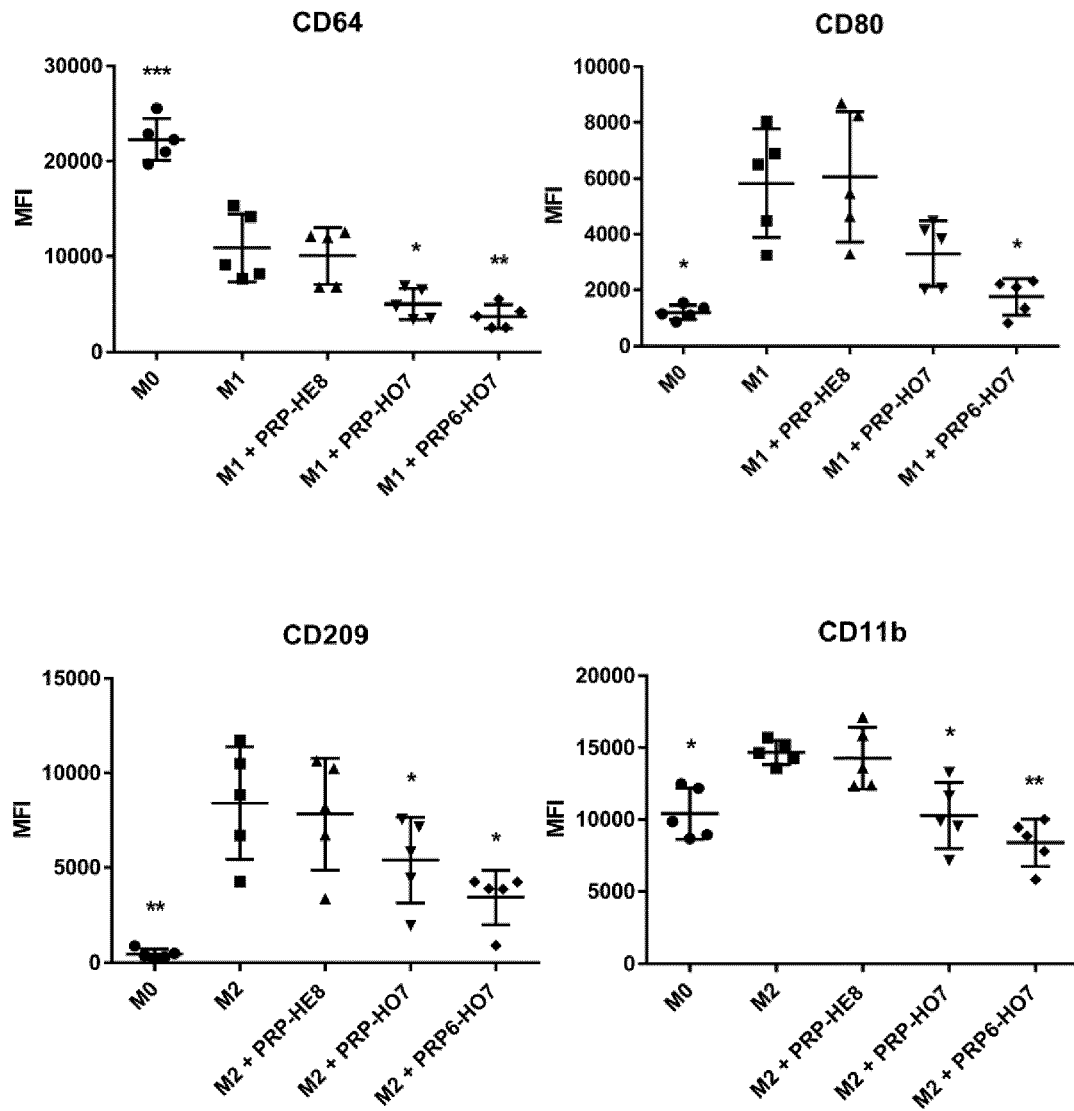 CD64
MFI
30000
20000
10000
0
***
*
**
M0
M1
M1 + PRP-HE8
M1 + PRP-HO7
M1 + PRP6-HO7
CD80
MFI
10000
8000
6000
4000
2000
0
*
*
M0
M1
M1 + PRP-HE8
M1 + PRP-HO7
M1 + PRP6-HO7
CD209
MFI
15000
10000
5000
0
**
*
*
M0
M2
M2 + PRP-HE8
M2 + PRP-HO7
M2 + PRP6-HO7
CD11b
MFI
20000
15000
10000
5000
0
*
*
**
M0
M2
M2 + PRP-HE8
M2 + PRP-HO7
M2 + PRP6-HO7